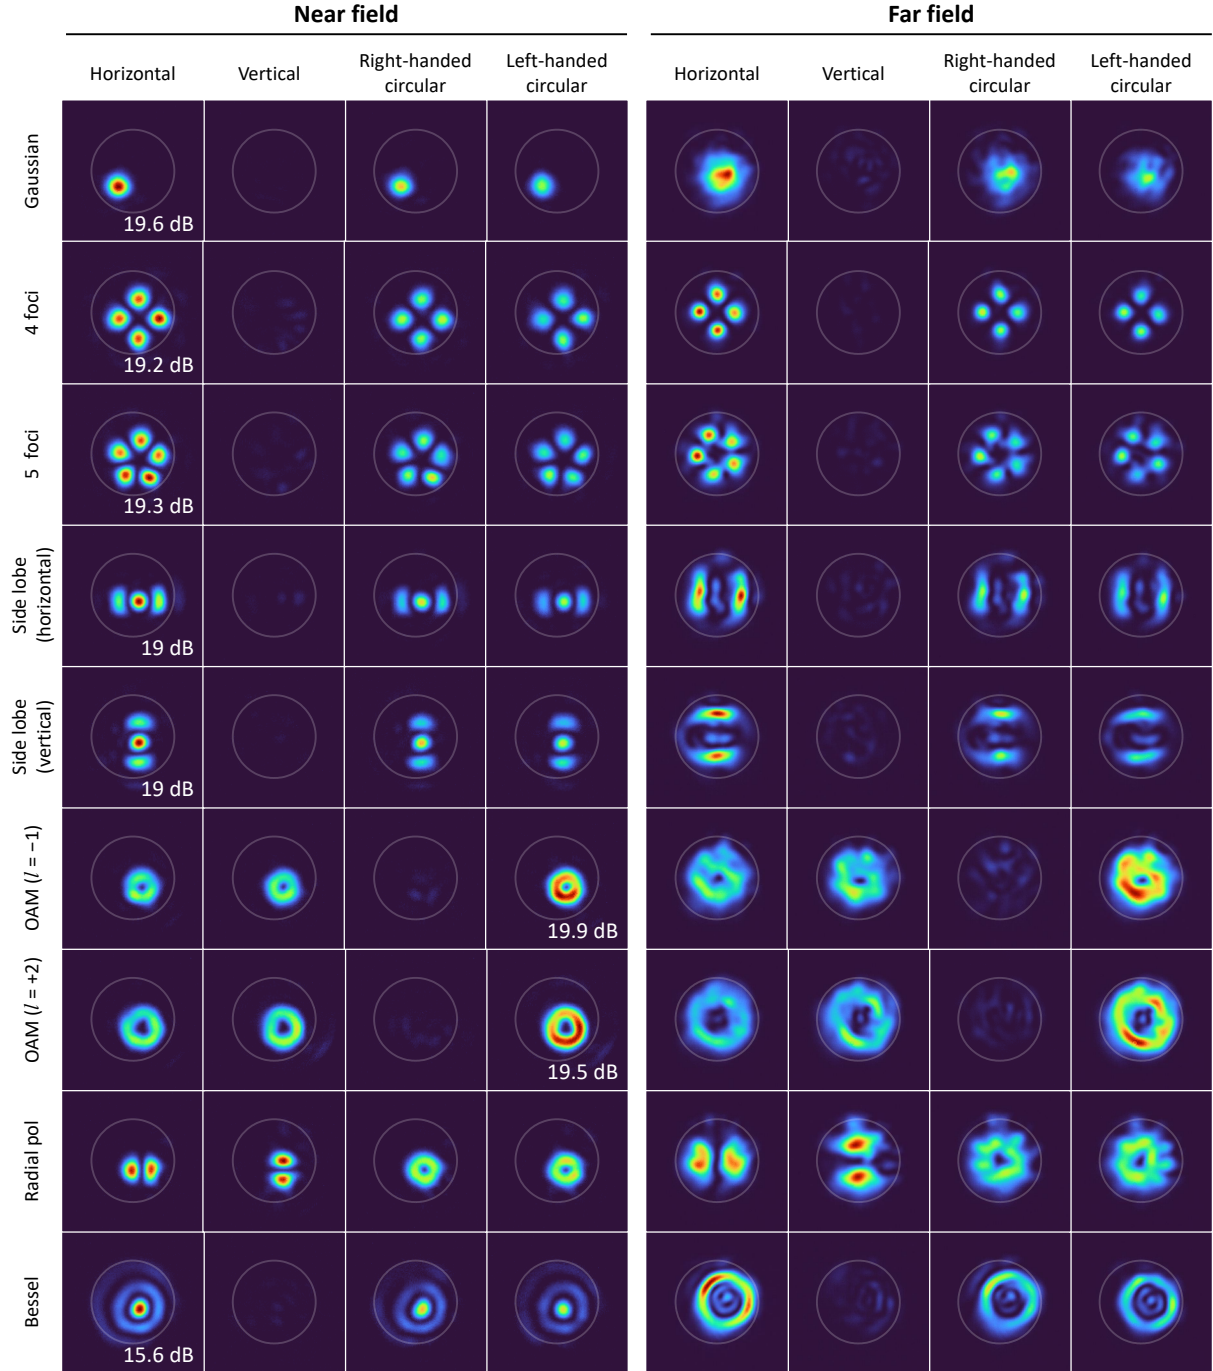 Near field
Far field
Horizontal
Vertical
Right-handed
circular
Left-handed
circular
Horizontal
Vertical
Right-handed
circular
Left-handed
circular
Gaussian
19.6 dB
4 foci
19.2 dB
5 foci
19.3 dB
Side lobe
(horizontal)
19 dB
Side lobe
(vertical)
19 dB
OAM (l = −1)
19.9 dB
OAM (l = +2)
19.5 dB
Radial pol
Bessel
15.6 dB